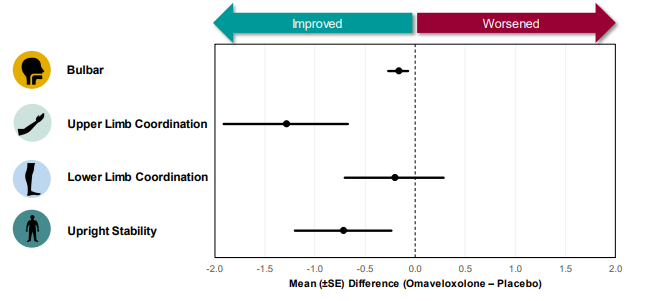 Improved Worsened
Bulbar
Upper Limb Coordination
Lower Limb Coordination
Upright Stability
-2.0 -1.5 -1.0 -0.5 0.0 0.5 1.0 1.5 2.0
Mean (±SE) Difference (Omaveloxolone – Placebo)